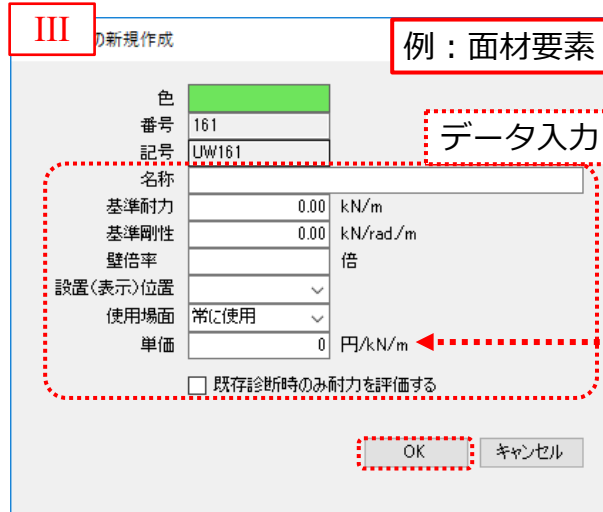 III
の新規作成
例：面材要素
色
番号 161
データ入力
記号 UW161
名称
基準耐力 0.00 kN/m
基準剛性 0.00 kN/rad/m
壁倍率 倍
設置(表示)位置
使用場面 常に使用
単価 0 円/kN/m
既存診断時のみ耐力を評価する
OK キャンセル